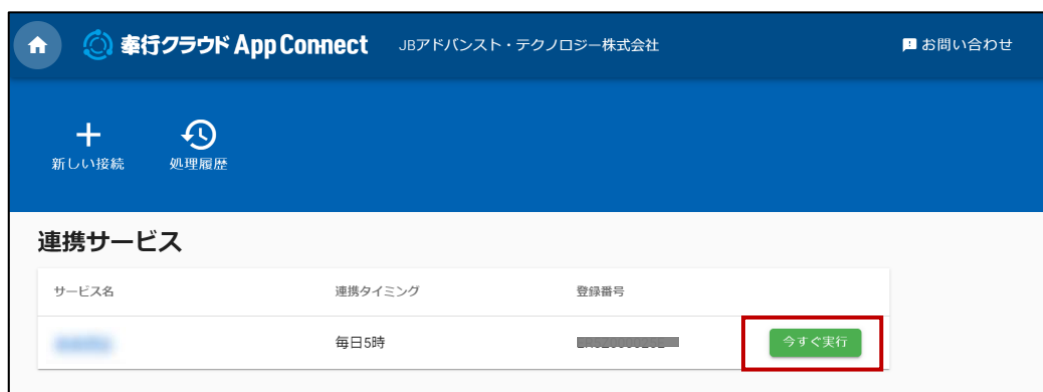 奉行クラウド App Connect JBアドバンスト・テクノロジー株式会社 お問い合わせ
新しい接続 処理履歴
連携サービス
サービス名 連携タイミング 登録番号
毎日5時 今すぐ実行